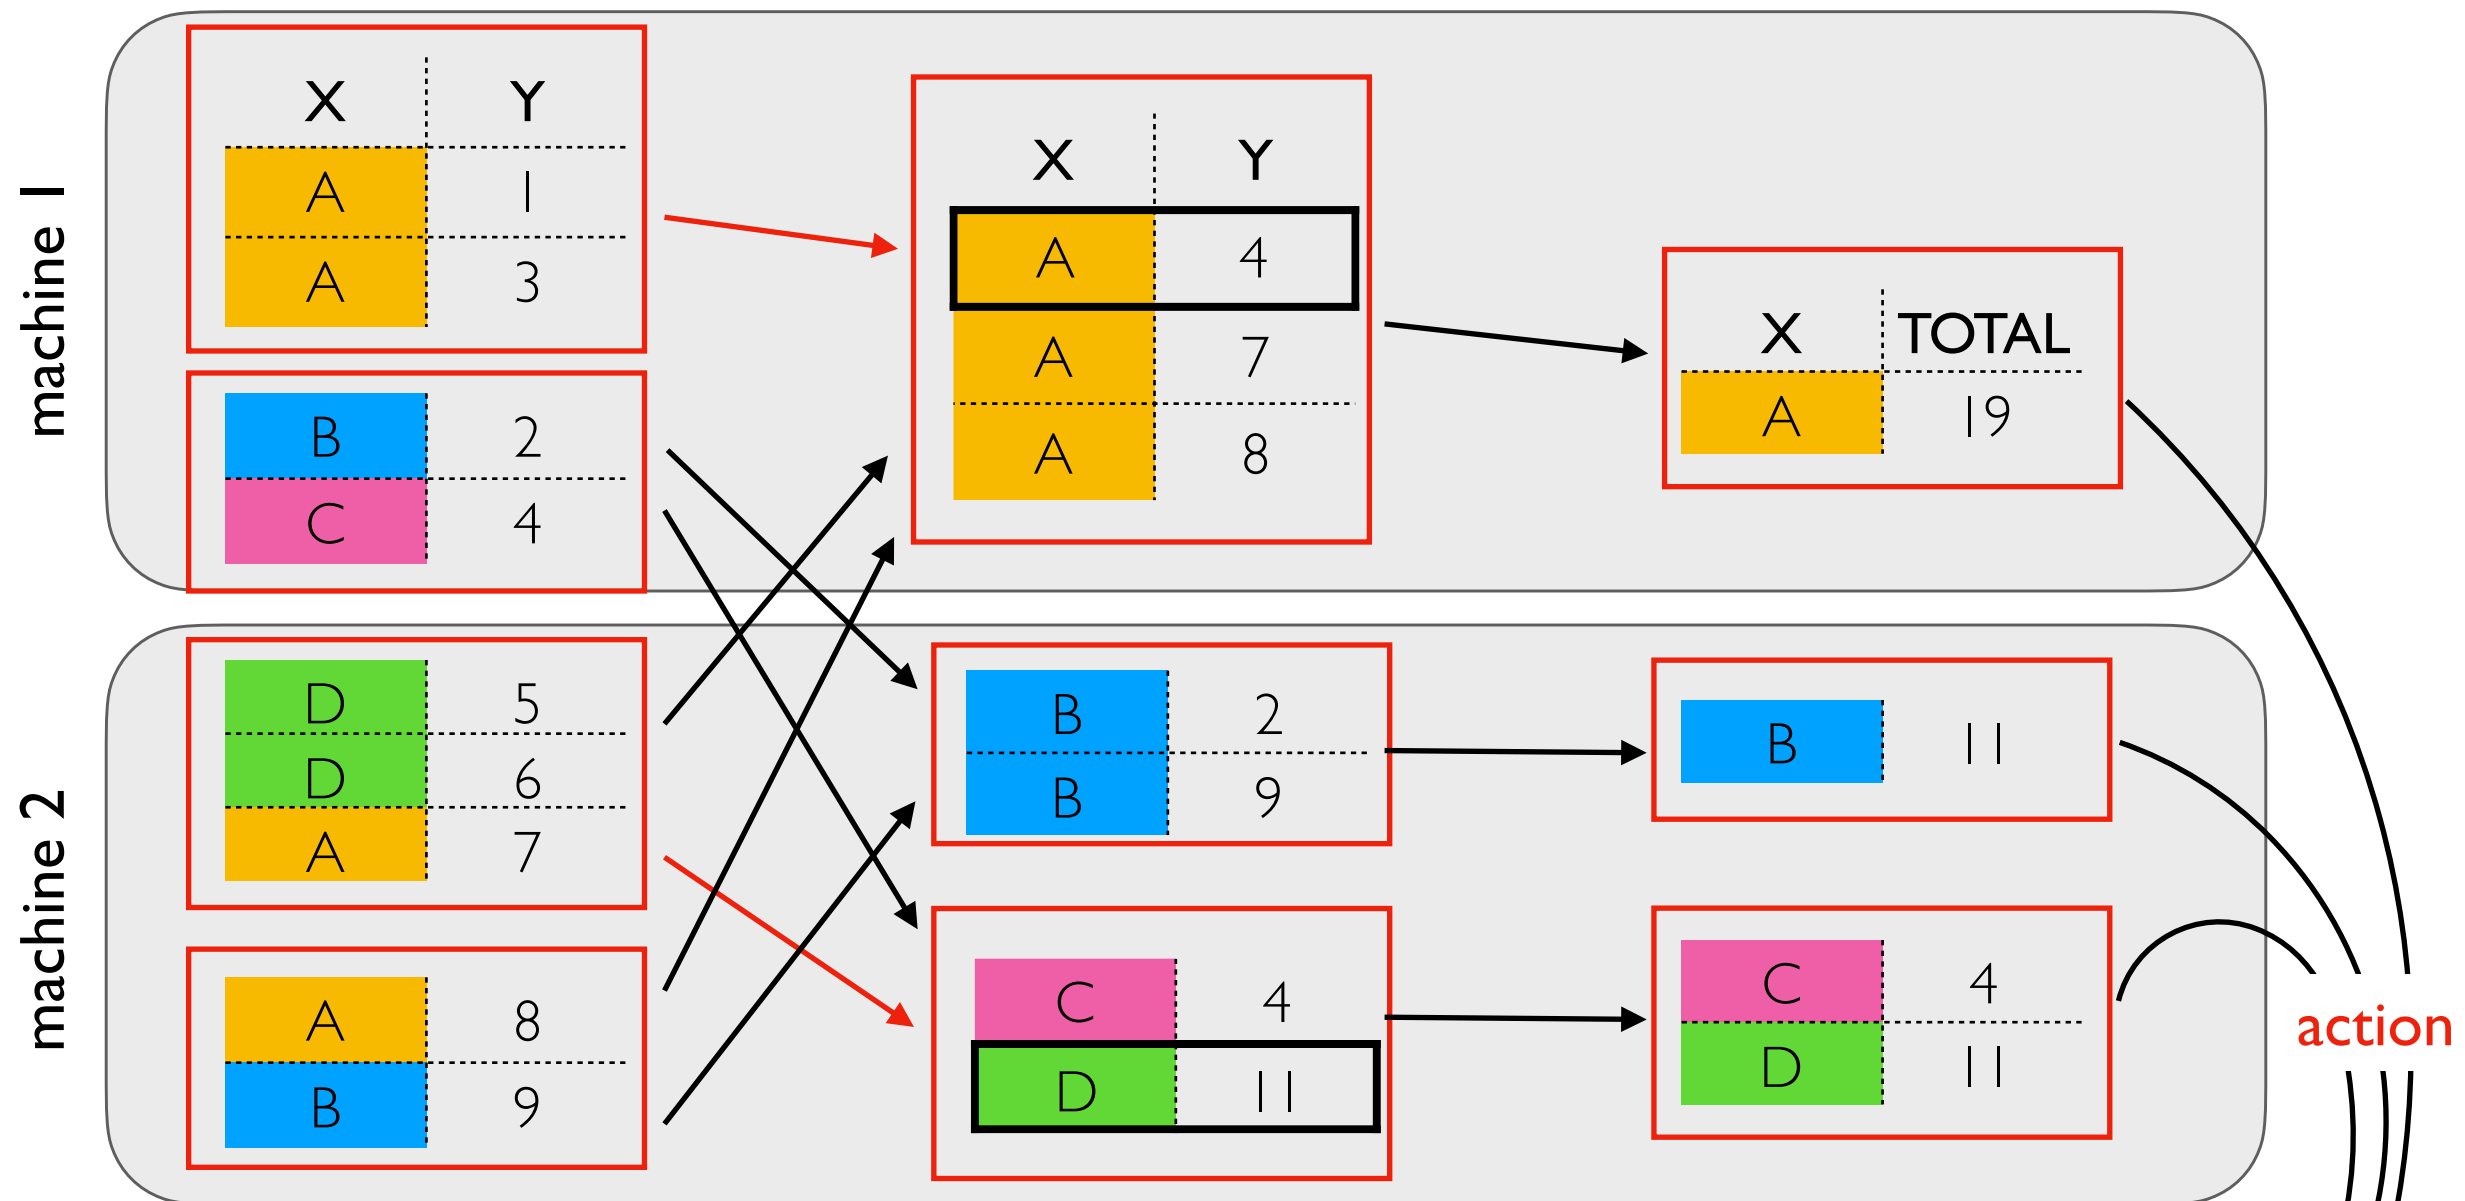 machine 1
X Y
A 1
A 3
B 2
C 4
X Y
A 4
A 7
A 8
X TOTAL
A 19
machine 2
D 5
D 6
A 7
A 8
B 9
B 2
B 9
C 4
D 11
B 11
C 4
D 11
action